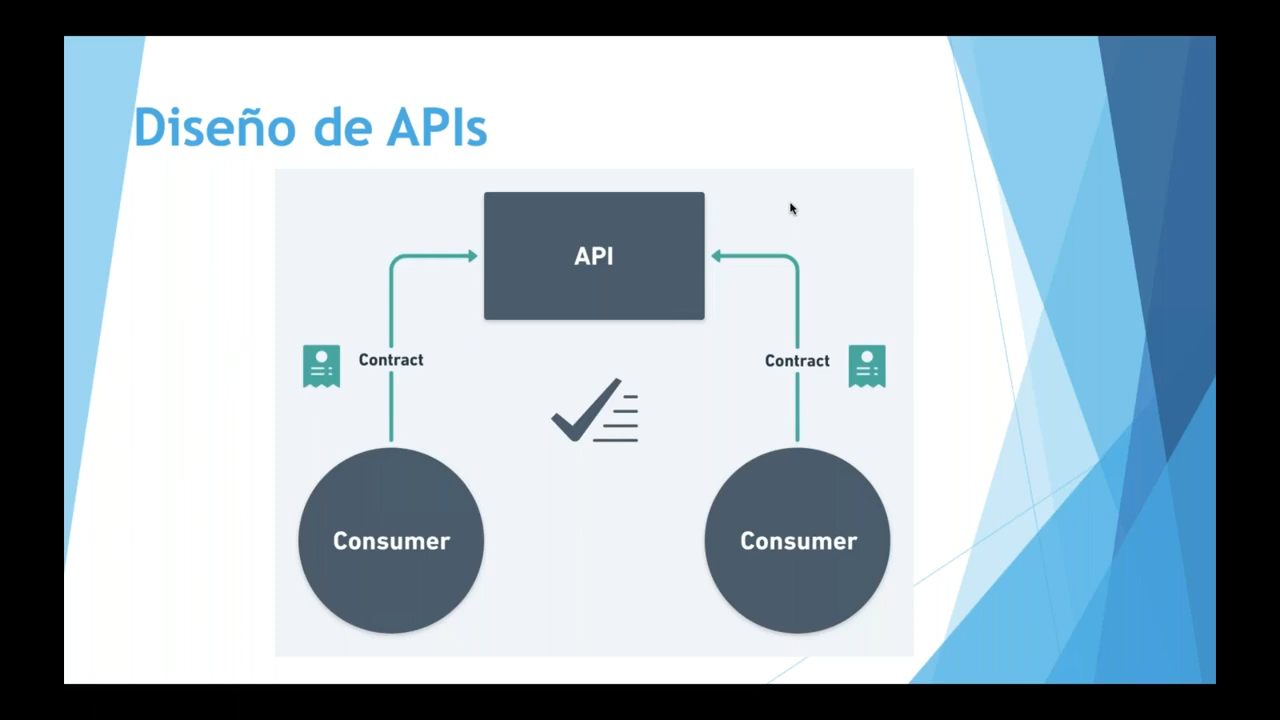 Diseño de APIs
API
Contract
Contract
Consumer
Consumer